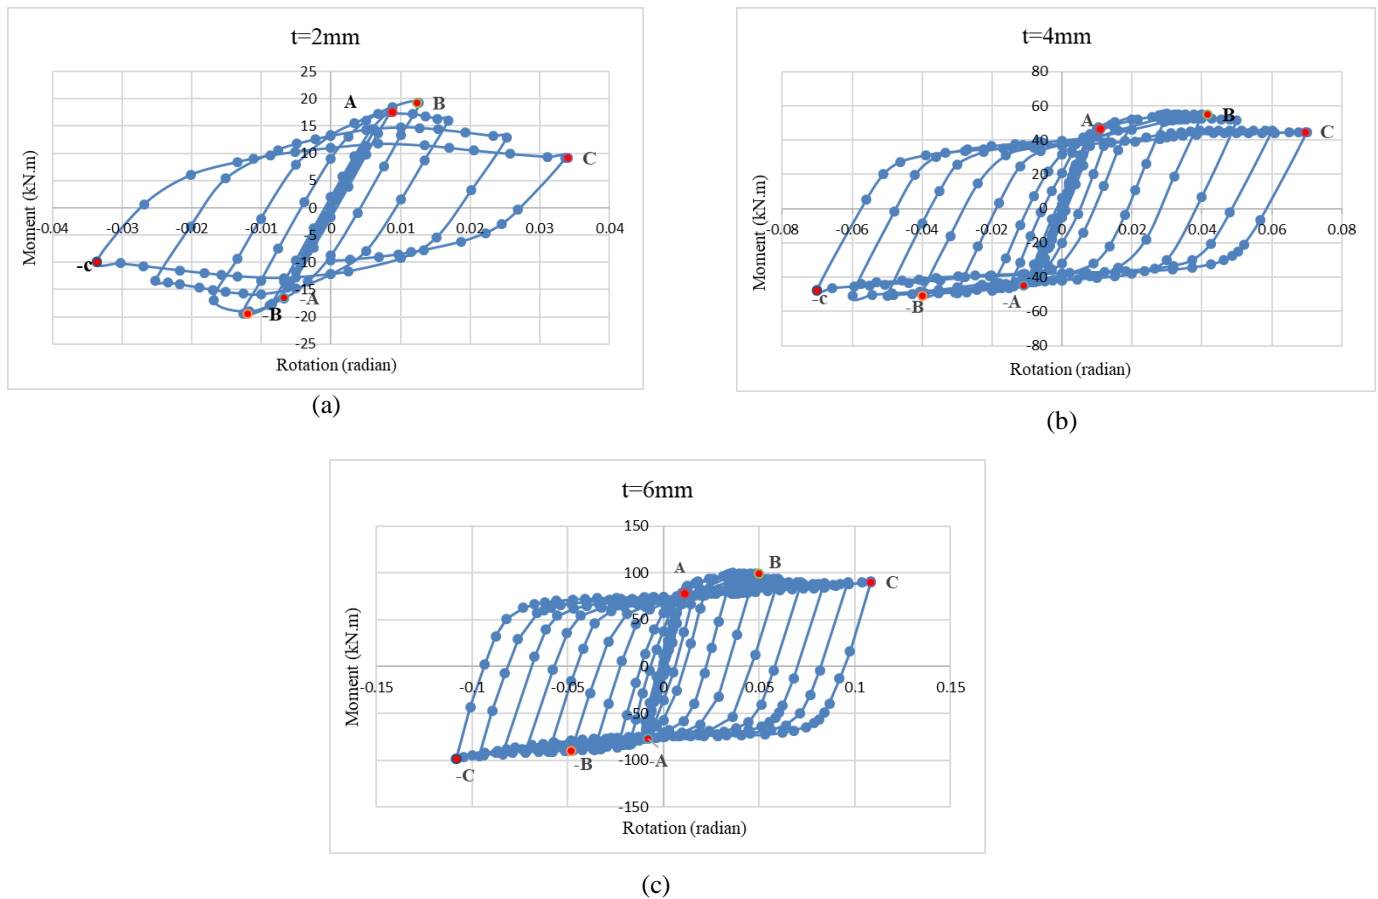 t=2mm
25
20
15
10
5
0
-5
-10
-15
-20
-25
-0.04
-0.03
-0.02
-0.01
0
0.01
0.02
0.03
0.04
A
B
C
-A
-B
-c
Moment (kN.m)
Rotation (radian)
(a)
t=4mm
80
60
40
20
0
-20
-40
-60
-80
-0.08
-0.06
-0.04
-0.02
0
0.02
0.04
0.06
0.08
A
B
C
-A
-B
-c
Moment (kN.m)
Rotation (radian)
(b)
t=6mm
150
100
50
0
-50
-100
-150
-0.15
-0.1
-0.05
0
0.05
0.1
0.15
A
B
C
-A
-B
-C
Moment (kN.m)
Rotation (radian)
(c)